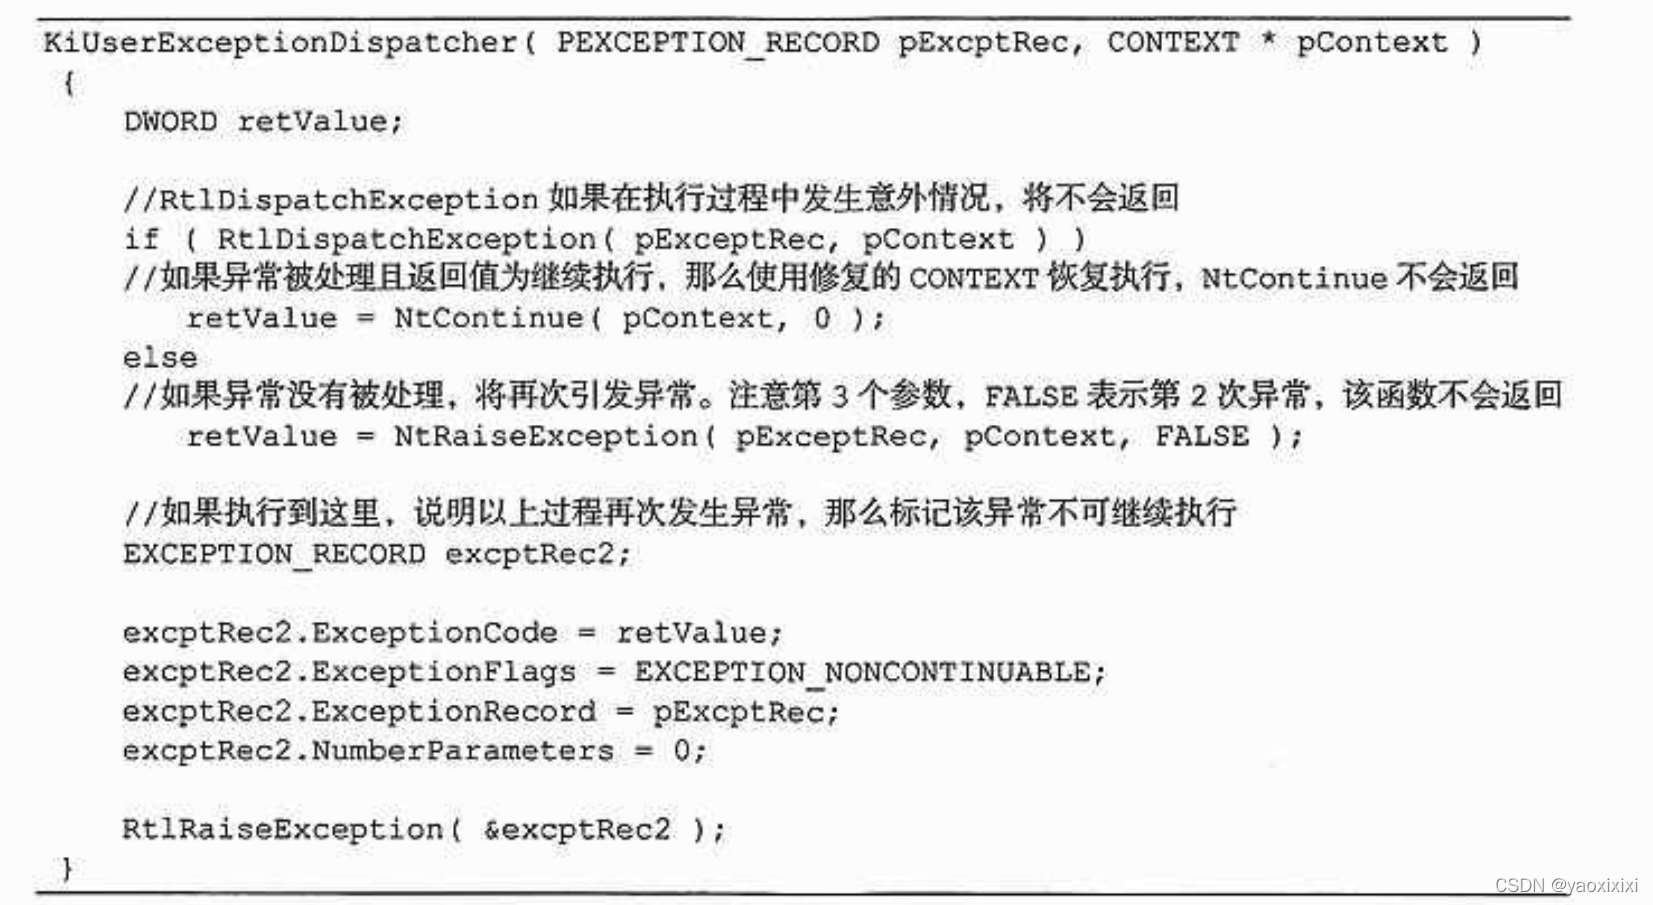 KiUserExceptionDispatcher( PEXCEPTION_RECORD pExcptRec, CONTEXT * pContext )
{
DWORD retValue;
//RtlDispatchException 如果在执行过程中发生意外情况，将不会返回
if ( RtlDispatchException( pExceptRec, pContext ) )
//如果异常被处理且返回值为继续执行，那么使用修复的 CONTEXT 恢复执行，NtContinue 不会返回
retValue = NtContinue( pContext, 0 );
else
//如果异常没有被处理，将再次引发异常。注意第 3 个参数，FALSE 表示第 2 次异常，该函数不会返回
retValue = NtRaiseException( pExceptRec, pContext, FALSE );
//如果执行到这里，说明以上过程再次发生异常，那么标记该异常不可继续执行
EXCEPTION_RECORD excptRec2;
excptRec2.ExceptionCode = retValue;
excptRec2.ExceptionFlags = EXCEPTION_NONCONTINUABLE;
excptRec2.ExceptionRecord = pExcptRec;
excptRec2.NumberParameters = 0;
RtlRaiseException( &excptRec2 );
}
CSDN @yaoxixixi